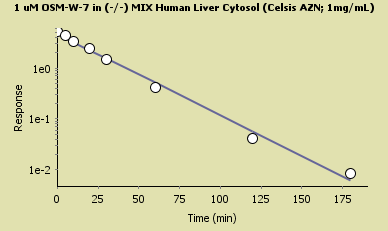 1 uM OSM-W-7 in (-/-) MIX Human Liver Cytosol (Celsis AZN; 1mg/mL)
Response
1e0
1e-1
1e-2
0 25 50 75 100 125 150 175
Time (min)